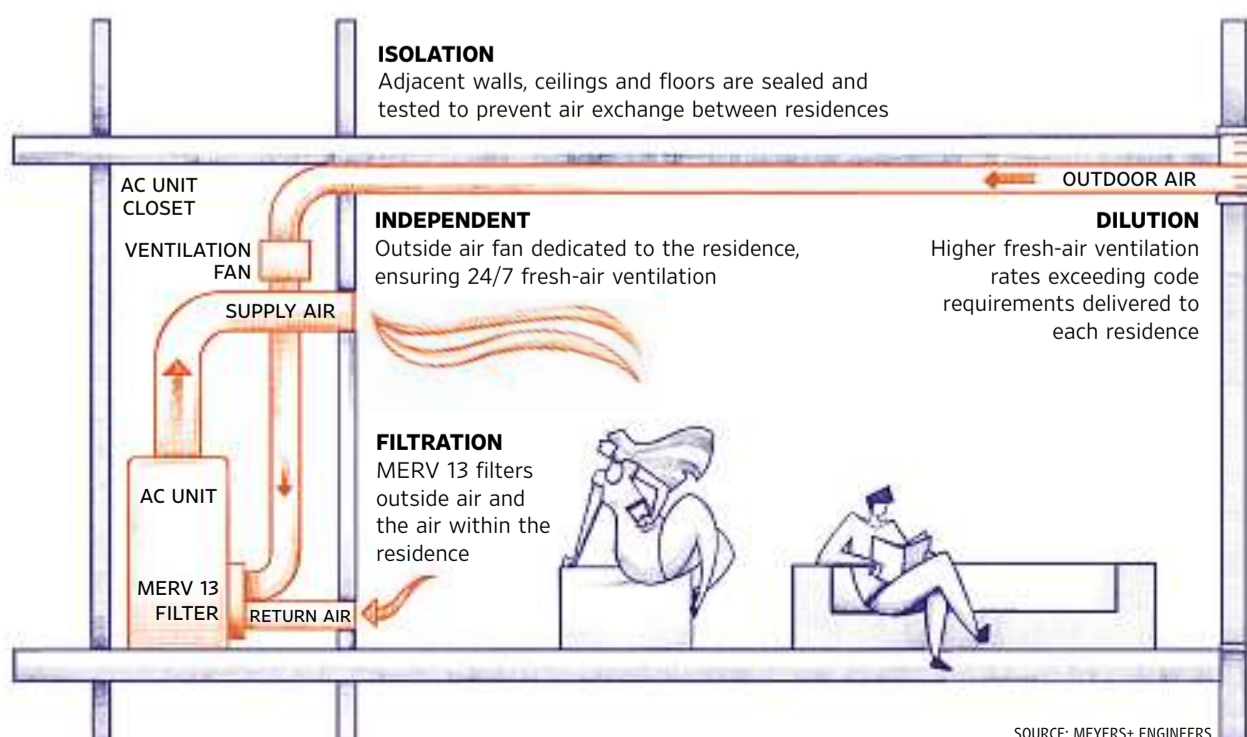 ISOLATION
Adjacent walls, ceilings and floors are sealed and
tested to prevent air exchange between residences
AC UNIT
CLOSET
OUTDOOR AIR
VENTILATION
FAN
INDEPENDENT
Outside air fan dedicated to the residence,
ensuring 24/7 fresh-air ventilation
DILUTION
Higher fresh-air ventilation
rates exceeding code
requirements delivered to
each residence
SUPPLY AIR
FILTRATION
MERV 13 filters
outside air and
the air within the
residence
AC UNIT
MERV 13
FILTER
RETURN AIR
SOURCE: MEYERS+ ENGINEERS